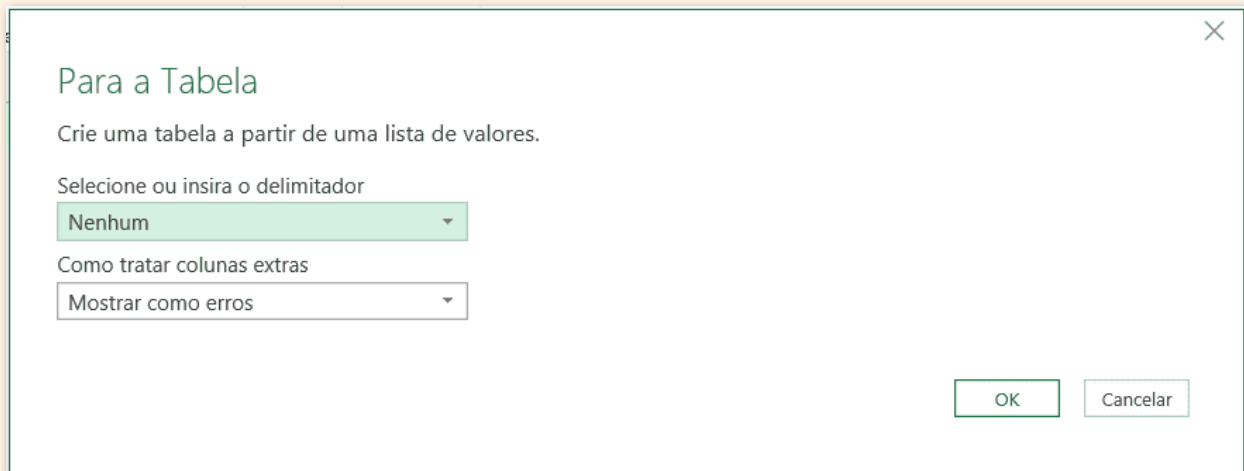 Para a Tabela
Crie uma tabela a partir de uma lista de valores.
Selecione ou insira o delimitador
Nenhum
Como tratar colunas extras
Mostrar como erros
OK
Cancelar